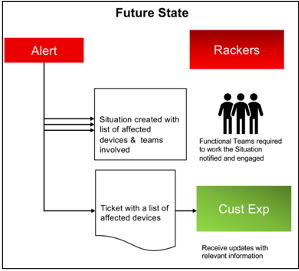 Future State
Alert
Rackers
Situation created with
list of affected
devices & teams
involved
Functional Teams required
to work the Situation
notified and engaged
Ticket with a list of
affected devices
Cust Exp
Receive updates with
relevant information